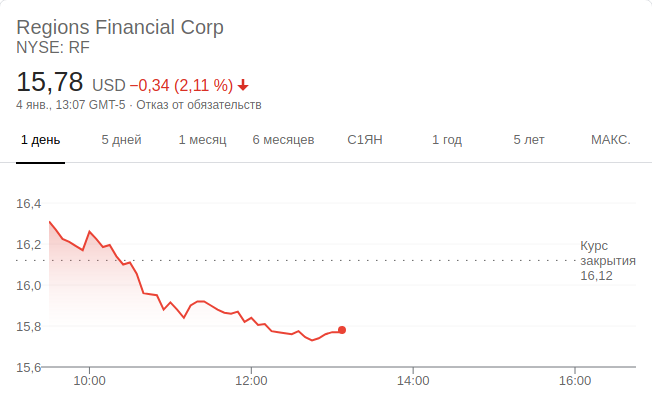 Regions Financial Corp
NYSE: RF
15,78 USD −0,34 (2,11 %)
4 янв., 13:07 GMT-5 · Отказ от обязательств
1 день 5 дней 1 месяц 6 месяцев С1ЯН 1 год 5 лет МАКС.
16,4
16,2
16,0
15,8
15,6
Курс
закрытия
16,12
10:00 12:00 14:00 16:00